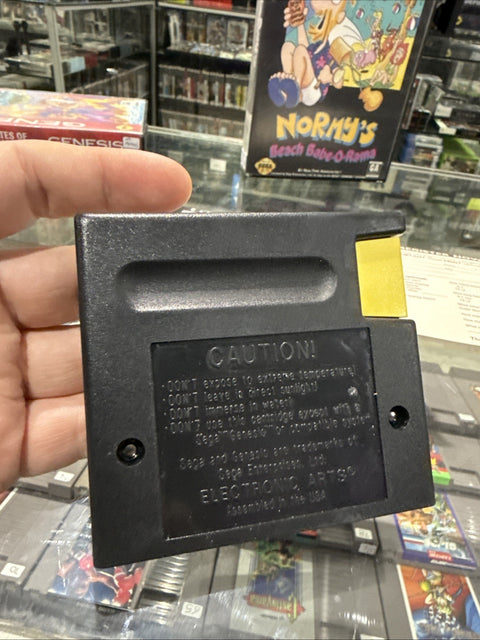 NORMY'S
Beach Babe-O-Rama
GENESIS
CAUTION!
·DON'T expose to extreme temperature!
·DON'T leave in direct sunlight!
·DON'T immerse in water!
·DON'T use this cartridge except with a
Sega™ Genesis™ or compatible system!
Sega and Genesis are trademarks of
Sega Enterprises, Ltd.
ELECTRONIC ARTS®
Assembled in the USA